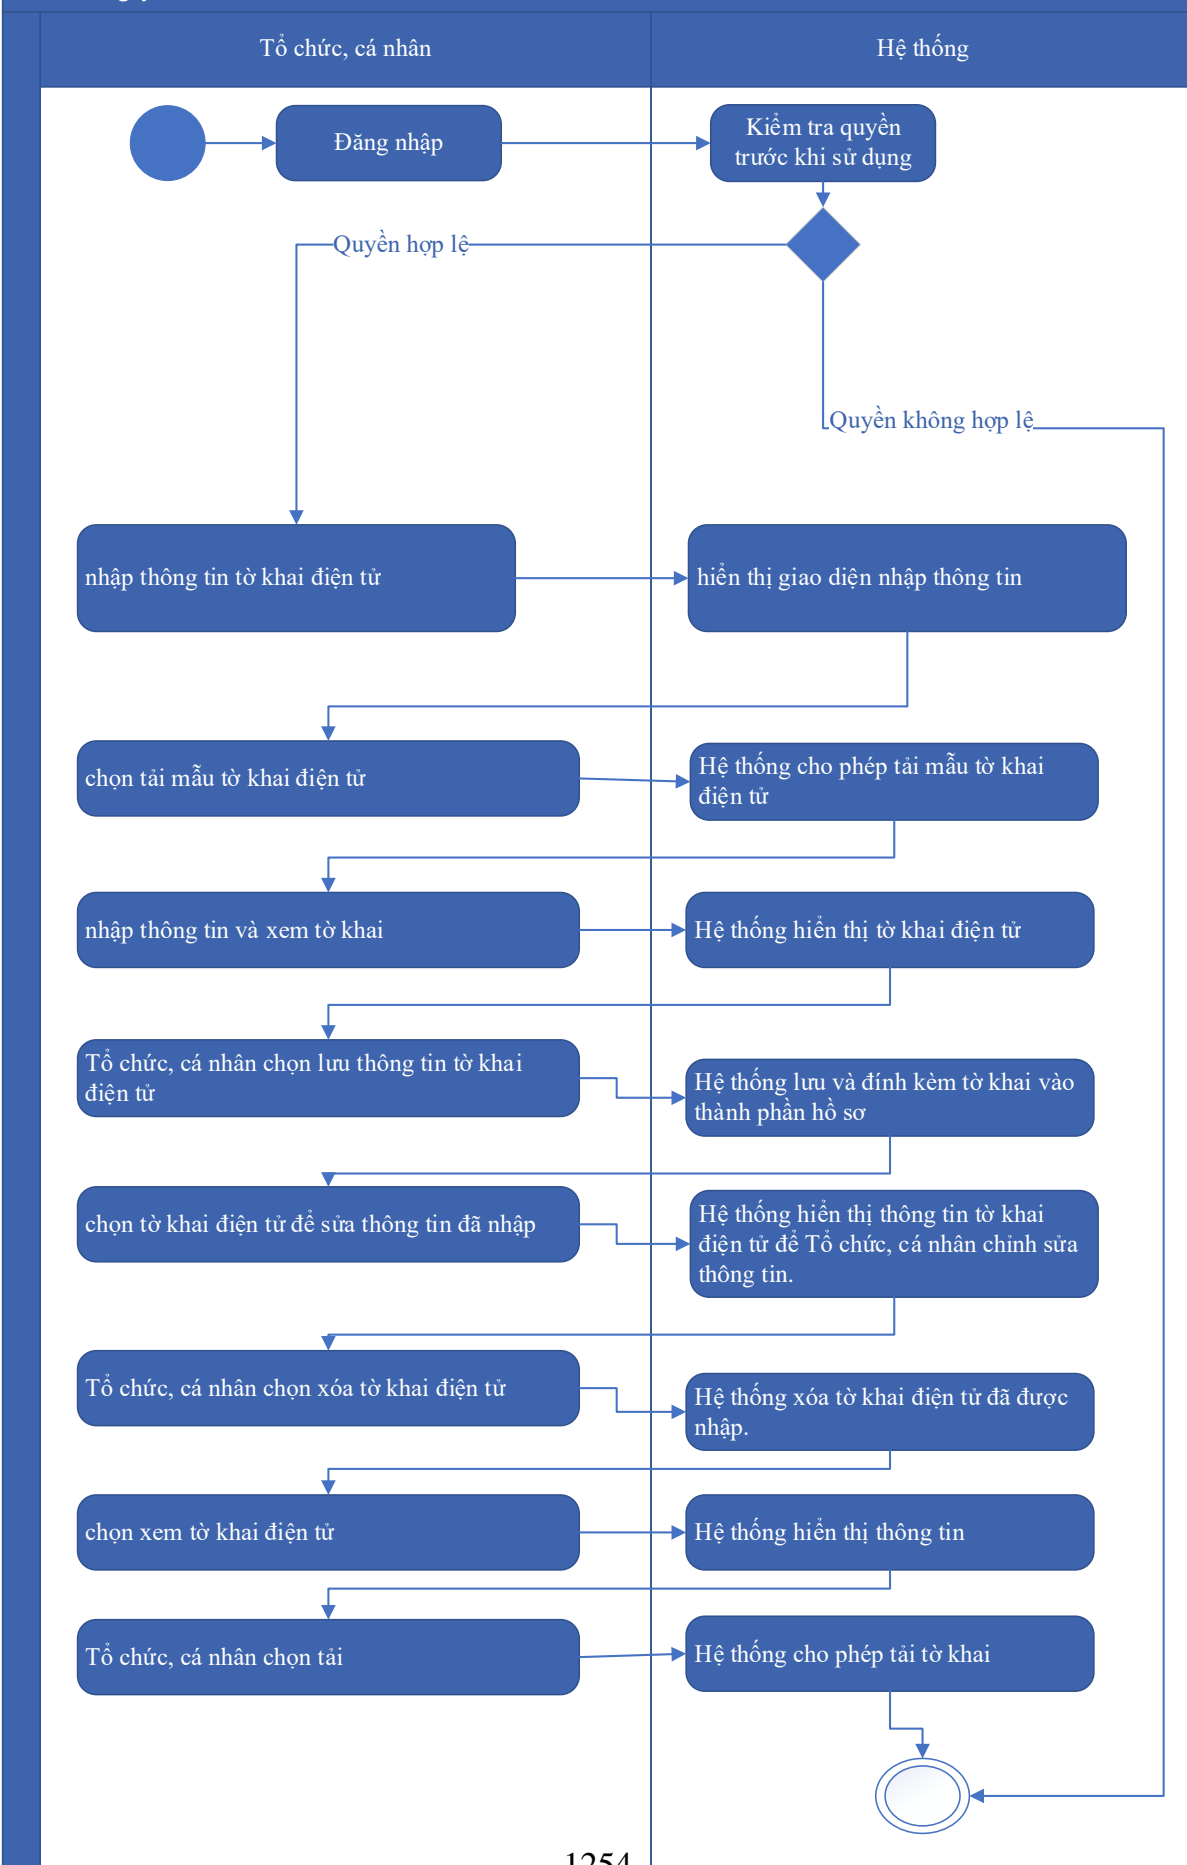 Tổ chức, cá nhân
Hệ thống
Đăng nhập
Kiểm tra quyền
trước khi sử dụng
Quyền hợp lệ
Quyền không hợp lệ
nhập thông tin tờ khai điện tử
hiển thị giao diện nhập thông tin
chọn tải mẫu tờ khai điện tử
Hệ thống cho phép tải mẫu tờ khai
điện tử
nhập thông tin và xem tờ khai
Hệ thống hiển thị tờ khai điện tử
Tổ chức, cá nhân chọn lưu thông tin tờ khai
điện tử
Hệ thống lưu và đính kèm tờ khai vào
thành phần hồ sơ
chọn tờ khai điện tử để sửa thông tin đã nhập
Hệ thống hiển thị thông tin tờ khai
điện tử để Tổ chức, cá nhân chỉnh sửa
thông tin.
Tổ chức, cá nhân chọn xóa tờ khai điện tử
Hệ thống xóa tờ khai điện tử đã được
nhập.
chọn xem tờ khai điện tử
Hệ thống hiển thị thông tin
Tổ chức, cá nhân chọn tải
Hệ thống cho phép tải tờ khai
1254